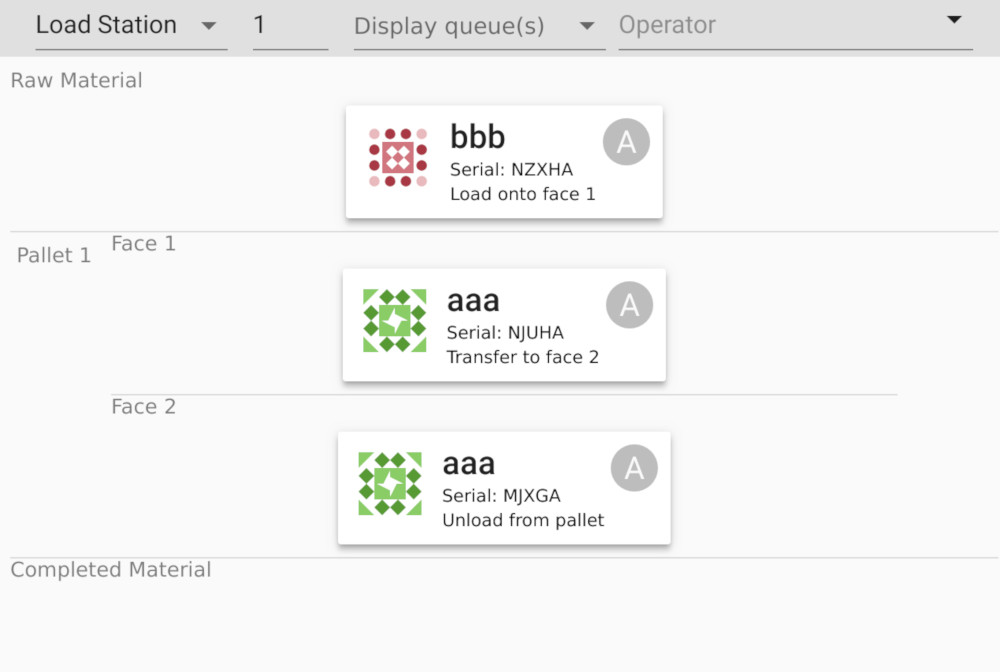 Load Station 1 Display queue(s) Operator
Raw Material
bbb A
Serial: NZXHA
Load onto face 1
Pallet 1 Face 1
aaa A
Serial: NJUHA
Transfer to face 2
Face 2
aaa A
Serial: MJXGA
Unload from pallet
Completed Material